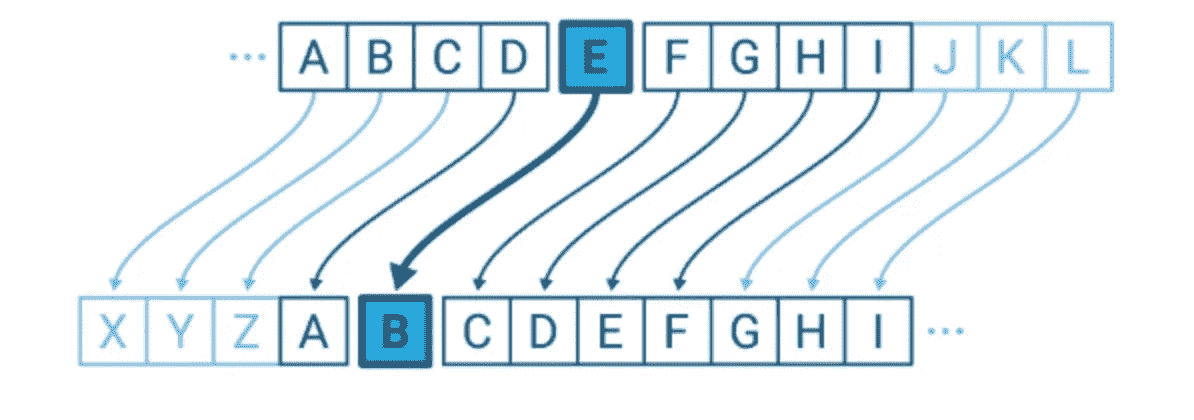 ... A B C D E F G H I J K L
X Y Z A B C D E F G H I ...